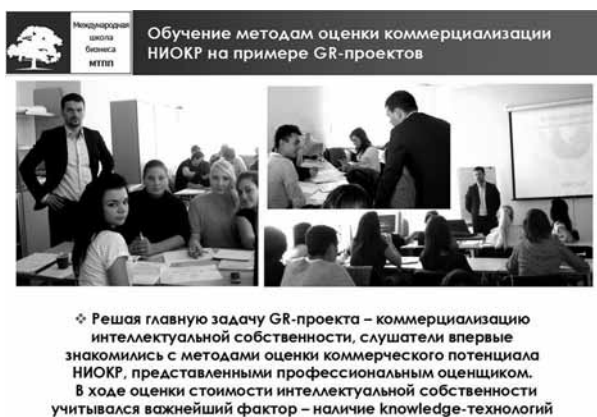 Международная
школа
бизнеса
МТПП
Обучение методам оценки коммерциализации
НИОКР на примере GR-проектов
❖ Решая главную задачу GR-проекта – коммерциализацию
интеллектуальной собственности, слушатели впервые
знакомились с методами оценки коммерческого потенциала
НИОКР, представленными профессиональным оценщиком.
В ходе оценки стоимости интеллектуальной собственности
учитывался важнейший фактор – наличие knowledge-технологий